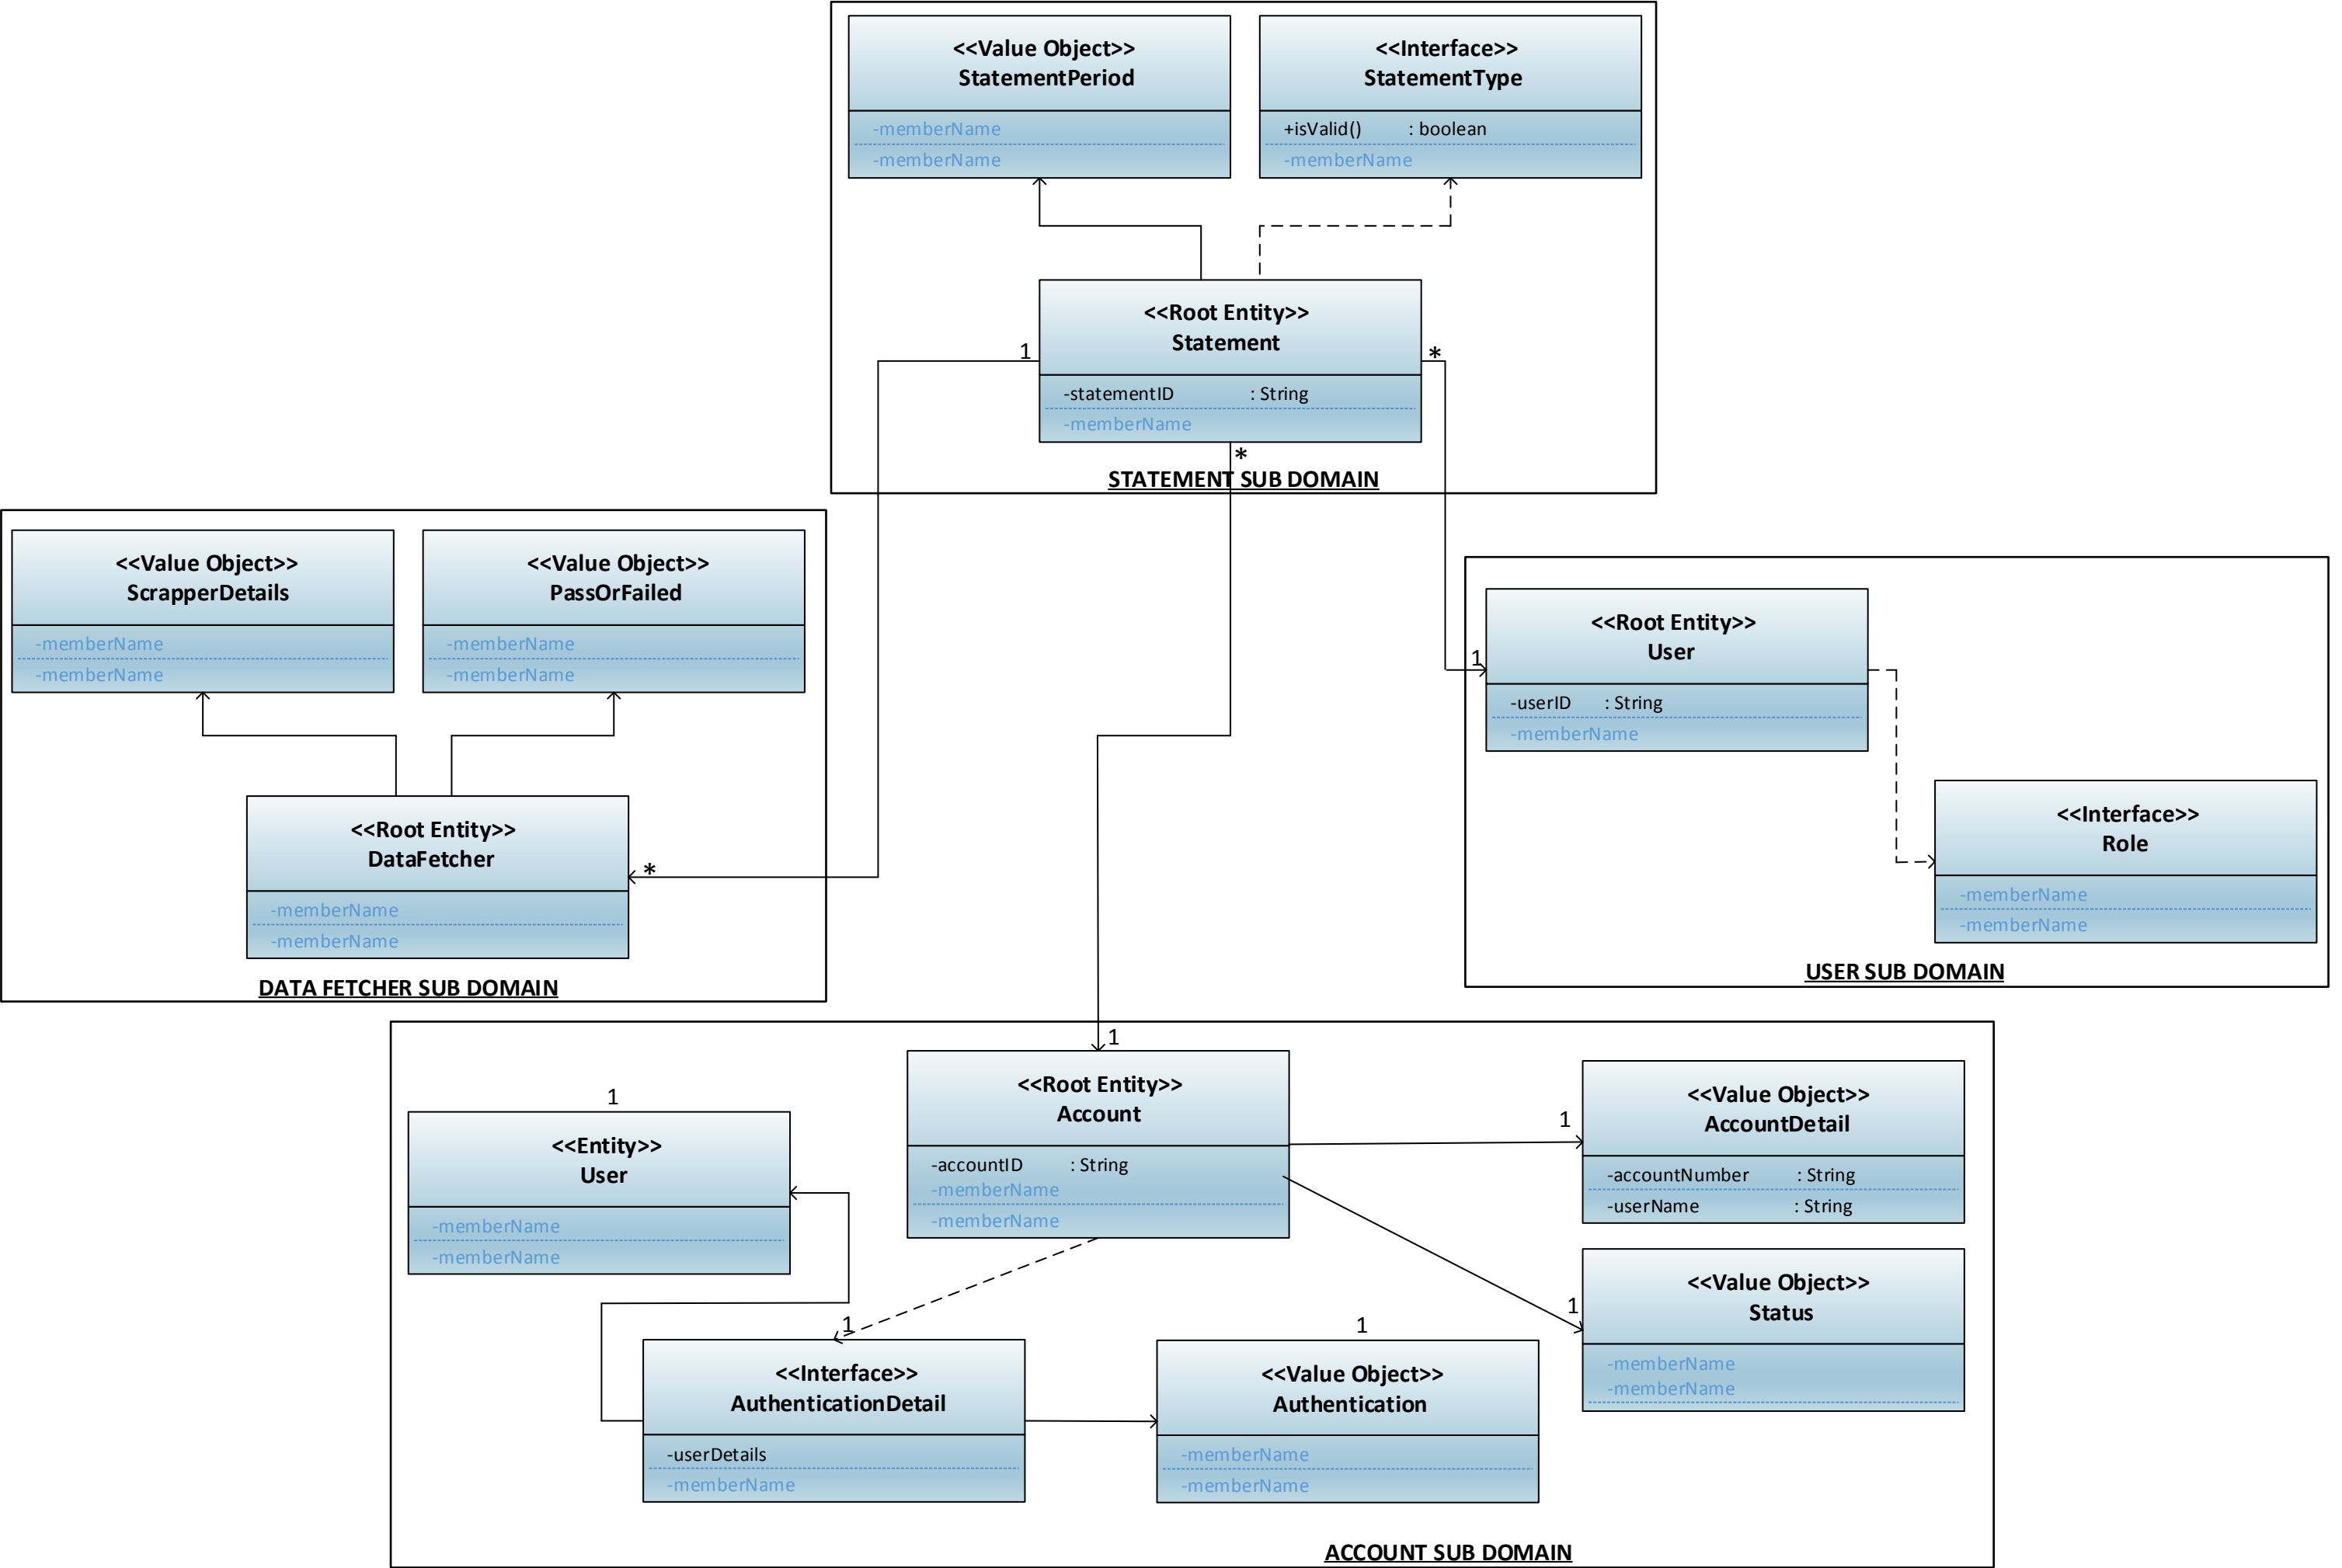 <<Value Object>>
StatementPeriod
-memberName
-memberName
<<Interface>>
StatementType
+isValid() : boolean
-memberName
<<Root Entity>>
Statement
-statementID : String
-memberName
1
*
*
STATEMENT SUB DOMAIN
<<Value Object>>
ScrapperDetails
-memberName
-memberName
<<Value Object>>
PassOrFailed
-memberName
-memberName
<<Root Entity>>
DataFetcher
-memberName
-memberName
*
DATA FETCHER SUB DOMAIN
1
<<Root Entity>>
User
-userID : String
-memberName
<<Interface>>
Role
-memberName
-memberName
USER SUB DOMAIN
1
<<Root Entity>>
Account
-accountID : String
-memberName
-memberName
1
<<Entity>>
User
-memberName
-memberName
1
<<Value Object>>
AccountDetail
-accountNumber : String
-userName : String
1
<<Value Object>>
Status
-memberName
-memberName
1
<<Interface>>
AuthenticationDetail
-userDetails
-memberName
1
<<Value Object>>
Authentication
-memberName
-memberName
ACCOUNT SUB DOMAIN